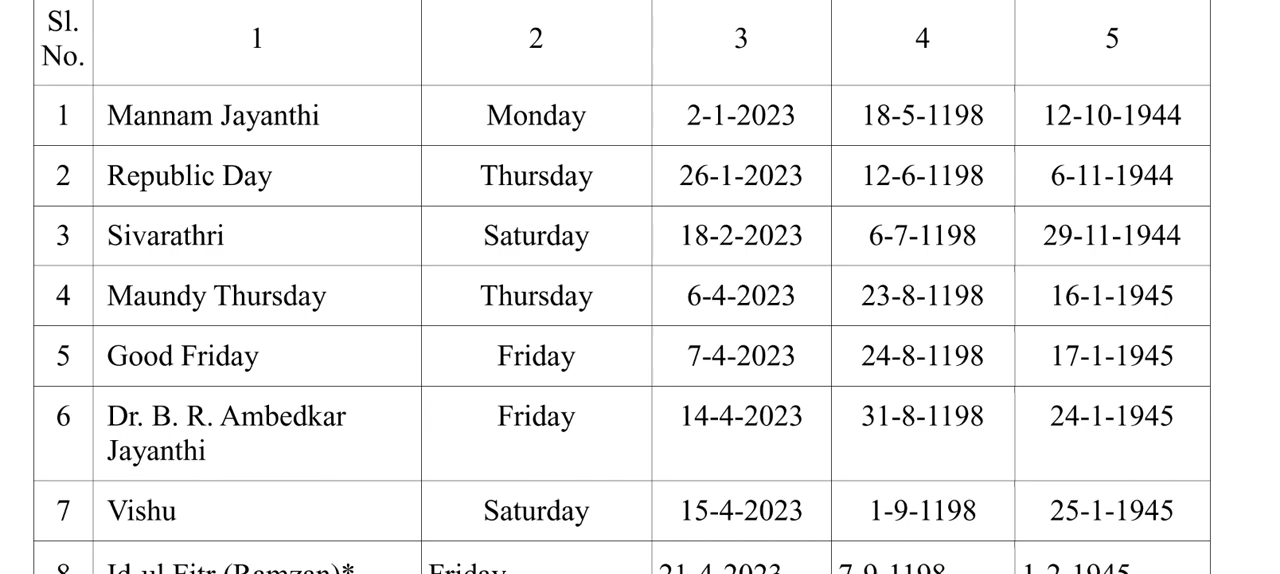 Sl. No. 1 2 3 4 5
1 Mannam Jayanthi Monday 2-1-2023 18-5-1198 12-10-1944
2 Republic Day Thursday 26-1-2023 12-6-1198 6-11-1944
3 Sivarathri Saturday 18-2-2023 6-7-1198 29-11-1944
4 Maundy Thursday Thursday 6-4-2023 23-8-1198 16-1-1945
5 Good Friday Friday 7-4-2023 24-8-1198 17-1-1945
6 Dr. B. R. Ambedkar Friday 14-4-2023 31-8-1198 24-1-1945
Jayanthi
7 Vishu Saturday 15-4-2023 1-9-1198 25-1-1945
8 Id-ul Fitr (Ramzan)* Friday 21-4-2023 7-9-1198 1-2-1945